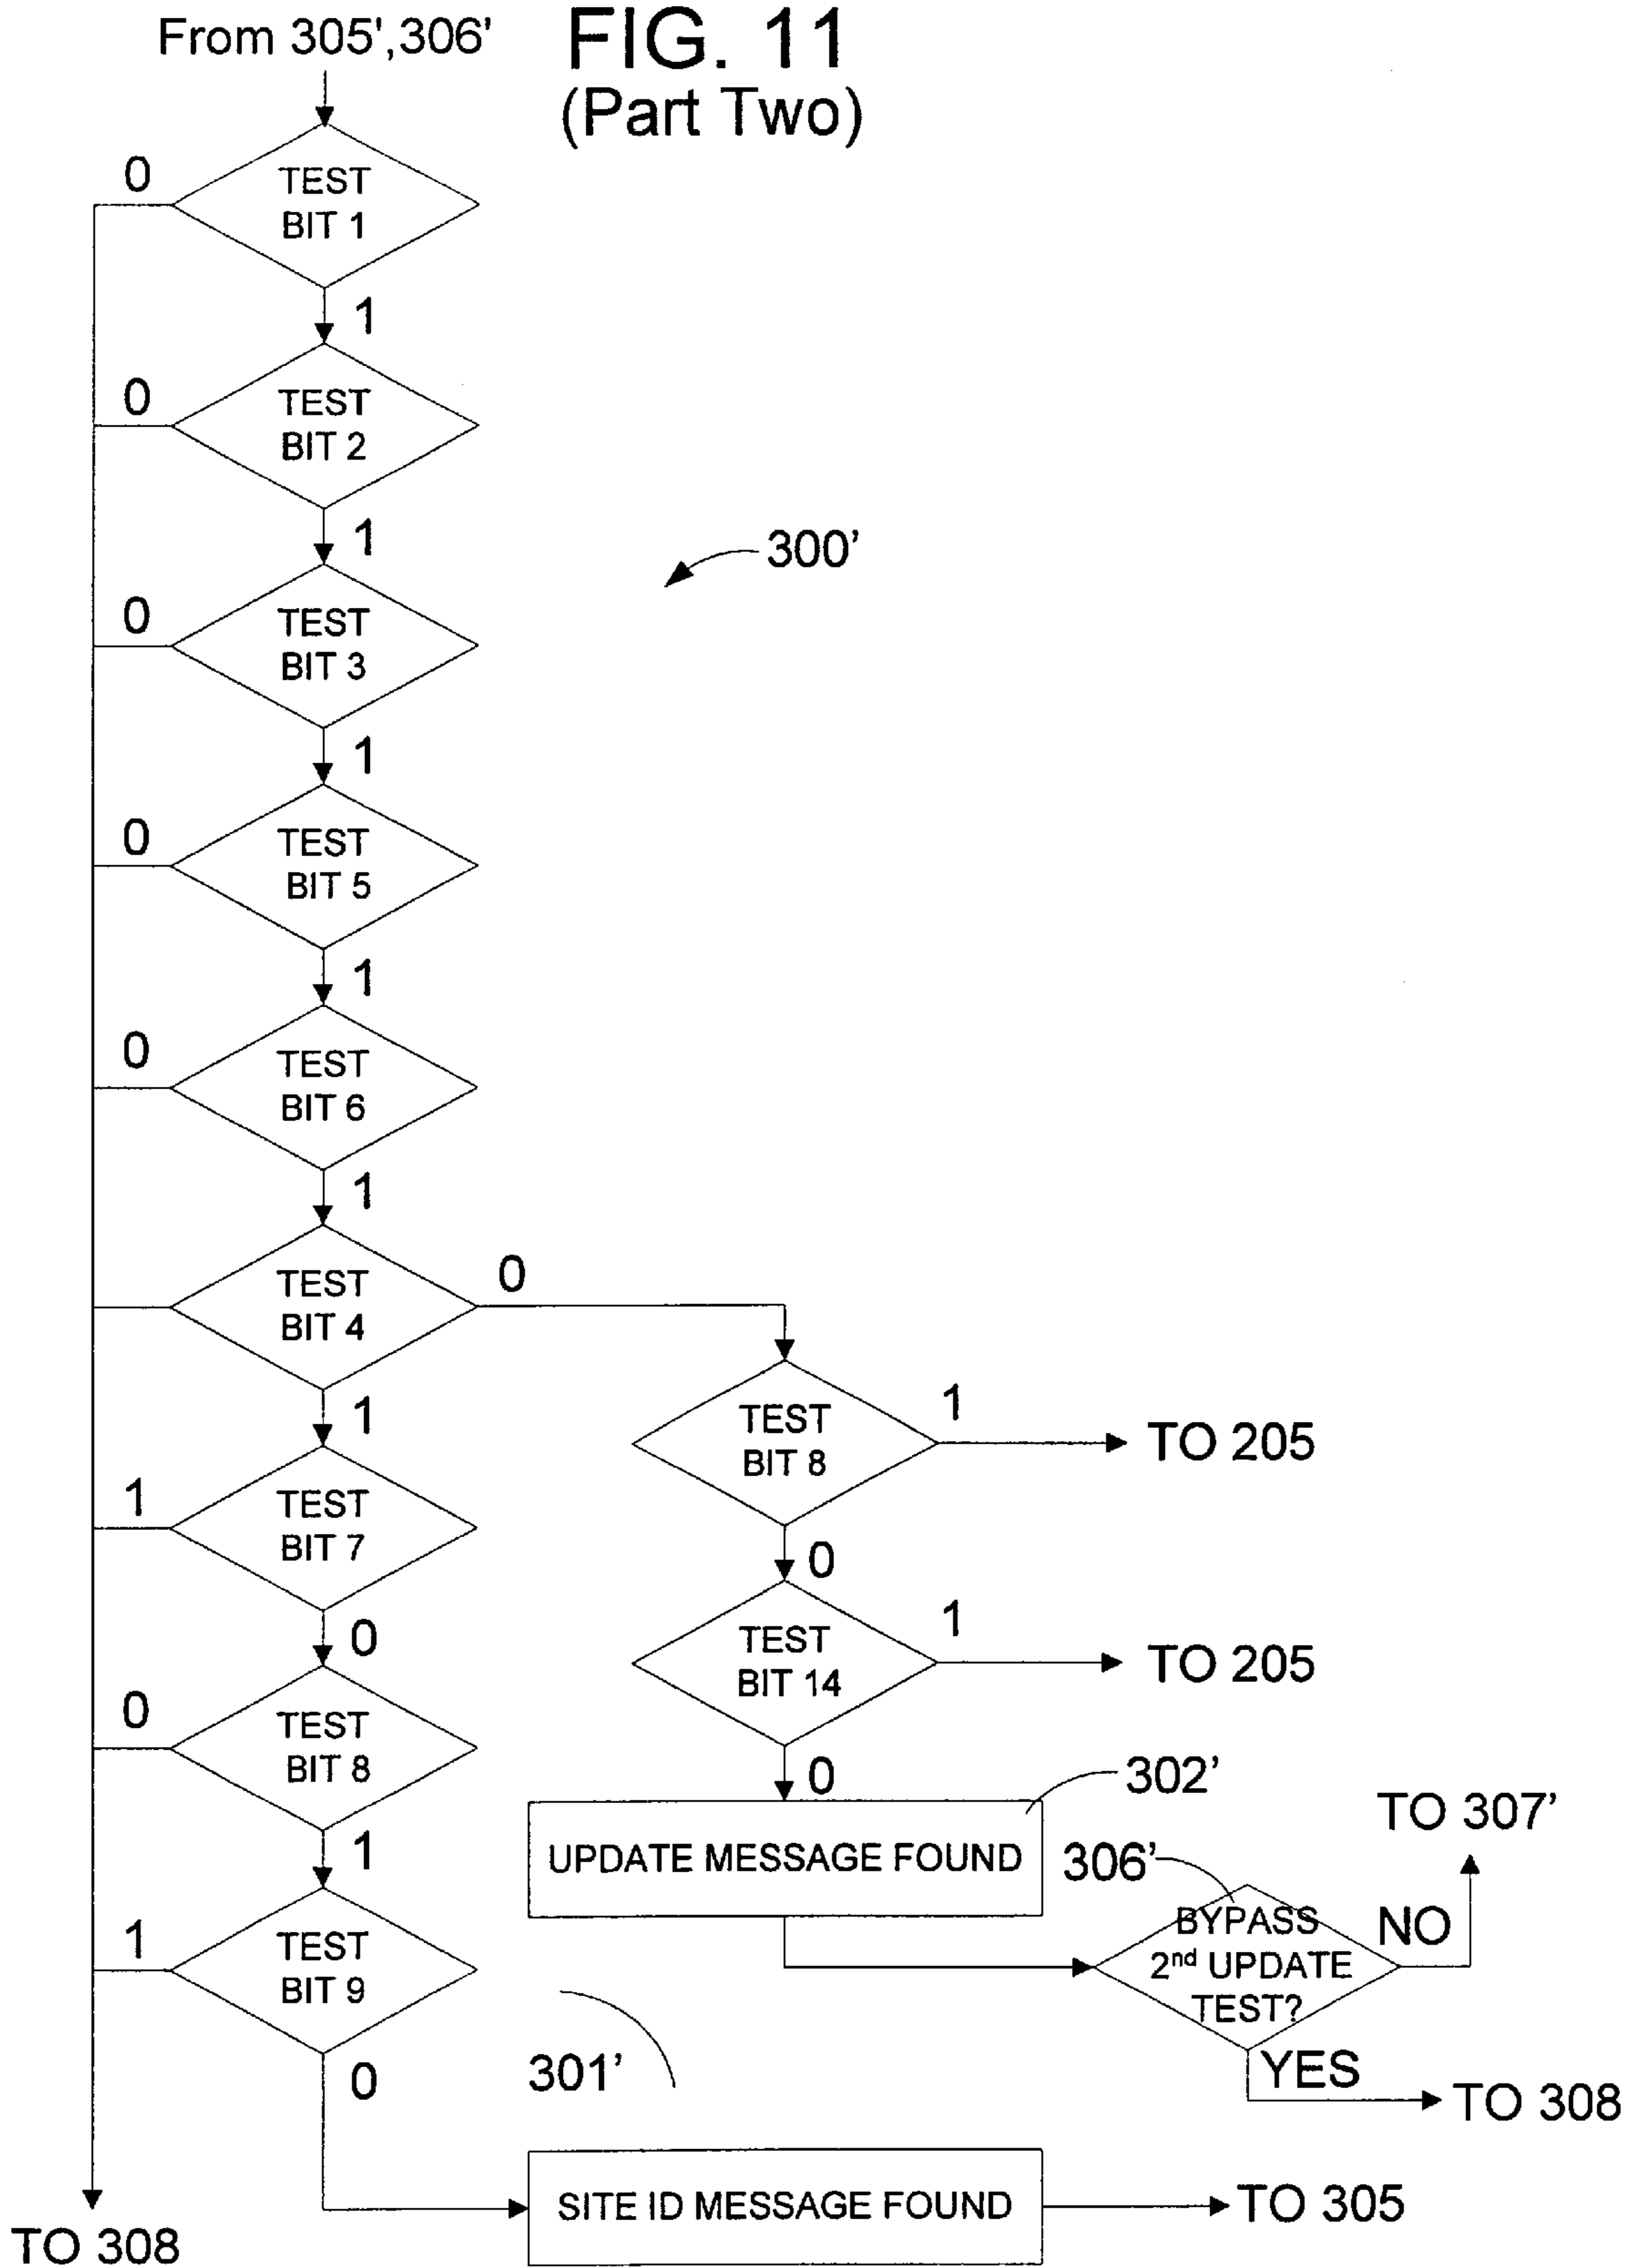 From 305',306'
FIG. 11
(Part Two)
0
TEST
BIT 1
1
0
TEST
BIT 2
1
300'
0
TEST
BIT 3
1
0
TEST
BIT 5
1
0
TEST
BIT 6
1
TEST
BIT 4
0
1
TEST
BIT 8
1
TO 205
0
1
TEST
BIT 7
0
TEST
BIT 14
1
TO 205
0
0
TEST
BIT 8
1
302'
UPDATE MESSAGE FOUND
306'
BYPASS
2nd UPDATE
TEST?
NO
TO 307'
YES
TO 308
1
TEST
BIT 9
0
301'
SITE ID MESSAGE FOUND
TO 305
TO 308